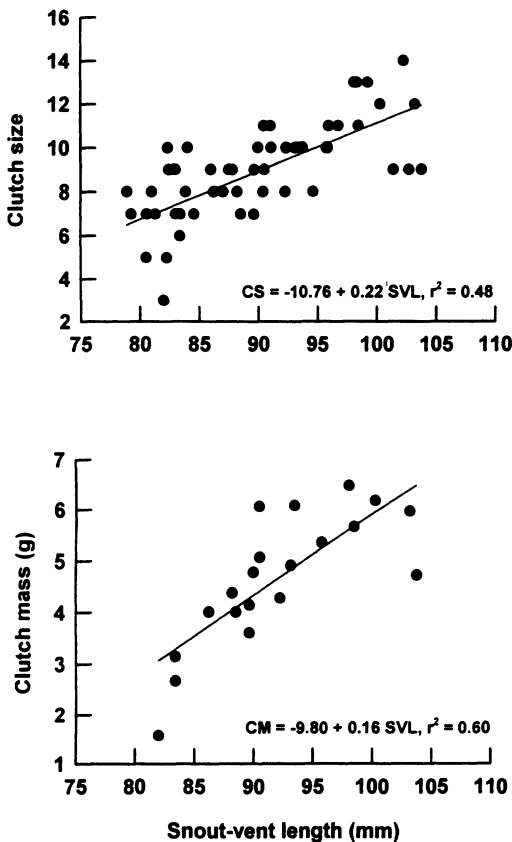 16
14
12
10
8
6
4
2
Clutch size
CS = -10.76 + 0.22 SVL, r² = 0.48
75 80 85 90 95 100 105 110
7
6
5
4
3
2
1
Clutch mass (g)
CM = -9.80 + 0.16 SVL, r² = 0.60
75 80 85 90 95 100 105 110
Snout-vent length (mm)